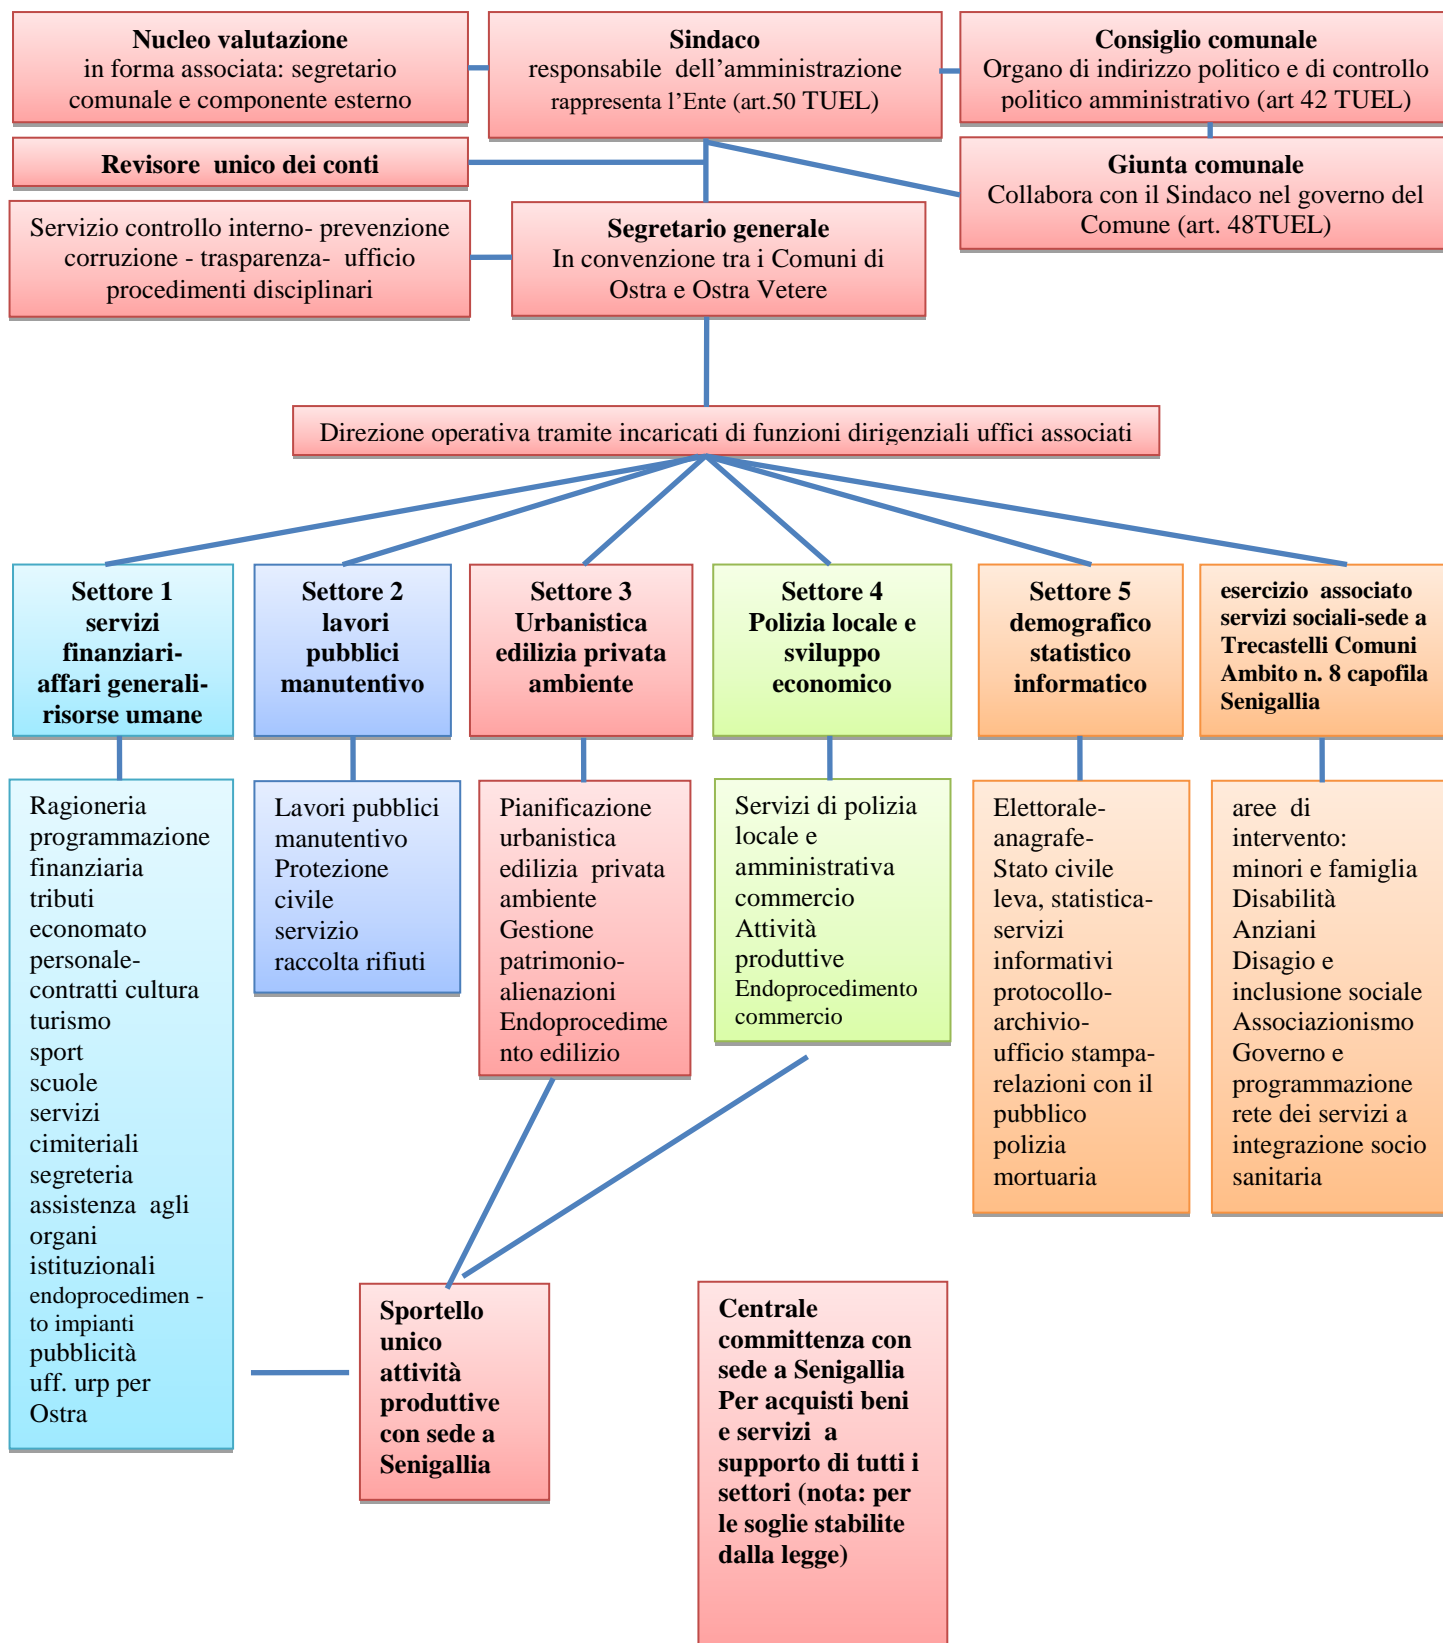 Nucleo valutazione
in forma associata: segretario
comunale e componente esterno
Sindaco
responsabile dell'amministrazione
rappresenta l'Ente (art.50 TUEL)
Consiglio comunale
Organo di indirizzo politico e di controllo
politico amministrativo (art 42 TUEL)
Revisore unico dei conti
Giunta comunale
Collabora con il Sindaco nel governo del
Comune (art. 48TUEL)
Servizio controllo interno- prevenzione
corruzione - trasparenza- ufficio
procedimenti disciplinari
Segretario generale
In convenzione tra i Comuni di
Ostra e Ostra Vetere
Direzione operativa tramite incaricati di funzioni dirigenziali uffici associati
Settore 1
servizi
finanziari-
affari generali-
risorse umane
Settore 2
lavori
pubblici
manutentivo
Settore 3
Urbanistica
edilizia privata
ambiente
Settore 4
Polizia locale e
sviluppo
economico
Settore 5
demografico
statistico
informatico
esercizio associato
servizi sociali-sede a
Trecastelli Comuni
Ambito n. 8 capofila
Senigallia
Ragioneria
programmazione
finanziaria
tributi
economato
personale-
contratti cultura
turismo
sport
scuole
servizi
cimiteriali
segreteria
assistenza agli
organi
istituzionali
endoprocedimen -
to impianti
pubblicità
uff. urp per
Ostra
Lavori pubblici
manutentivo
Protezione
civile
servizio
raccolta rifiuti
Pianificazione
urbanistica
edilizia privata
ambiente
Gestione
patrimonio-
alienazioni
Endoprocedime
nto edilizio
Servizi di polizia
locale e
amministrativa
commercio
Attività
produttive
Endoprocedimento
commercio
Elettorale-
anagrafe-
Stato civile
leva, statistica-
servizi
informativi
protocollo-
archivio-
ufficio stampa-
relazioni con il
pubblico
polizia
mortuaria
aree di
intervento:
minori e famiglia
Disabilità
Anziani
Disagio e
inclusione sociale
Associazionismo
Governo e
programmazione
rete dei servizi a
integrazione socio
sanitaria
Sportello
unico
attività
produttive
con sede a
Senigallia
Centrale
committenza con
sede a Senigallia
Per acquisti beni
e servizi a
supporto di tutti i
settori (nota: per
le soglie stabilite
dalla legge)